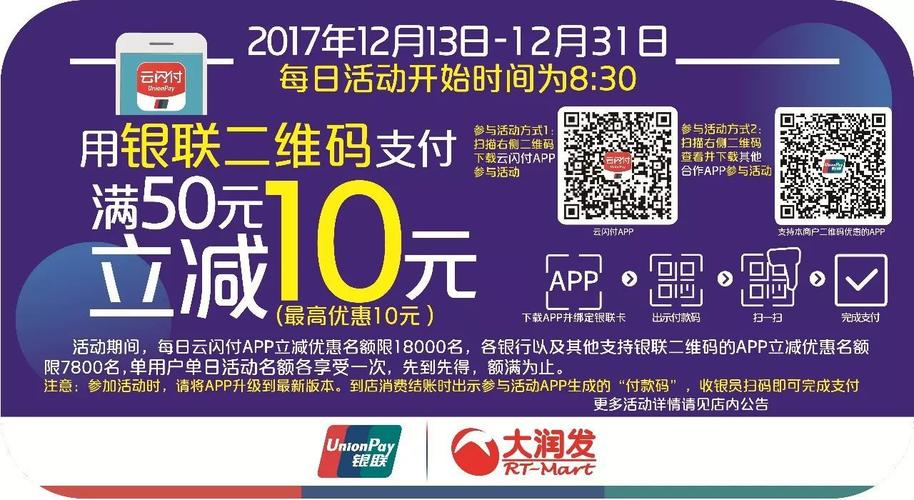 2017年12月13日-12月31日
每日活动开始时间为8:30
云闪付
UnionPay
用银联二维码支付
满50元
立减10元
(最高优惠10元)
参与活动方式1:
扫描右侧二维码
下载云闪付APP
参与活动
云闪付
云闪付APP
参与活动方式2:
扫描右侧二维码
查看并下载其他
合作APP参与活动
UnionPay
银联
支持本商户二维码优惠的APP
APP
下载APP并绑定银联卡
出示付款码
扫一扫
完成支付
活动期间，每日云闪付APP立减优惠名额限18000名，各银行以及其他支持银联二维码的APP立减优惠名额
限7800名,单用户单日活动名额各享受一次，先到先得，额满为止。
注意：参加活动时，请将APP升级到最新版本。到店消费结账时出示参与活动APP生成的“付款码”，收银员扫码即可完成支付
更多活动详情请见店内公告
UnionPay
银联
大润发
RT-Mart